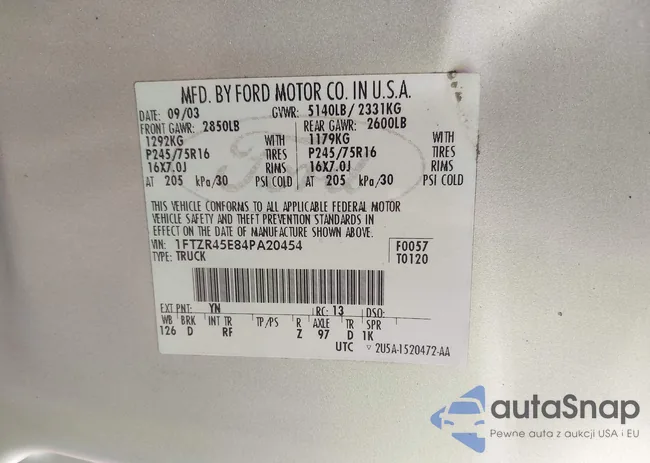 MFD. BY FORD MOTOR CO. IN U.S.A.
DATE: 09/03 GVWR: 5140LB/ 2331KG
FRONT GAWR: 2850LB REAR GAWR: 2600LB
1292KG WITH 1179KG WITH
P245/75R16 TIRES P245/75R16 TIRES
16X7.0J RIMS 16X7.0J RIMS
AT 205 kPa/30 PSI COLD AT 205 kPa/30 PSI COLD
THIS VEHICLE CONFORMS TO ALL APPLICABLE FEDERAL MOTOR
VEHICLE SAFETY AND THEFT PREVENTION STANDARDS IN
EFFECT ON THE DATE OF MANUFACTURE SHOWN ABOVE.
VIN: 1FTZR45E84PA20454 F0057
TYPE: TRUCK T0120
EXT PNT: YN RC: 13 DSO:
WB BRK INT TR TP/PS R AXLE TR SPR
126 D RF Z 97 D 1K
UTC ▿ 2U5A-1520472-AA
Ford
autoSnap
Pewne auta z aukcji USA i EU